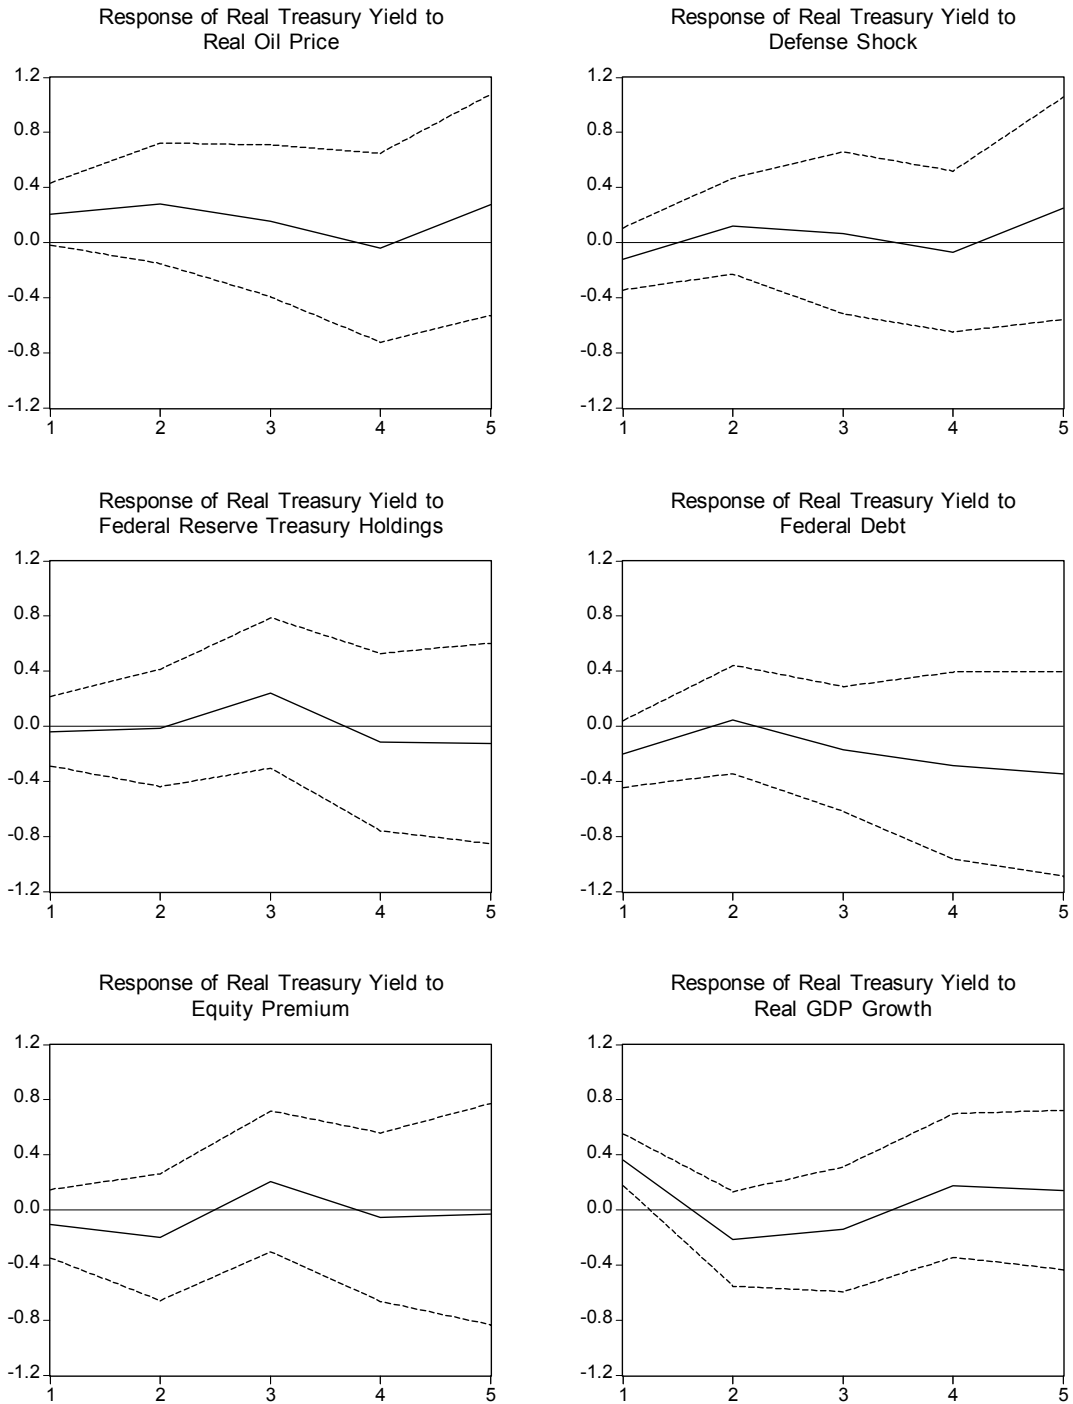 Response of Real Treasury Yield to
Real Oil Price
1.2
0.8
0.4
0.0
-0.4
-0.8
-1.2
1 2 3 4 5
Response of Real Treasury Yield to
Defense Shock
1.2
0.8
0.4
0.0
-0.4
-0.8
-1.2
1 2 3 4 5
Response of Real Treasury Yield to
Federal Reserve Treasury Holdings
1.2
0.8
0.4
0.0
-0.4
-0.8
-1.2
1 2 3 4 5
Response of Real Treasury Yield to
Federal Debt
1.2
0.8
0.4
0.0
-0.4
-0.8
-1.2
1 2 3 4 5
Response of Real Treasury Yield to
Equity Premium
1.2
0.8
0.4
0.0
-0.4
-0.8
-1.2
1 2 3 4 5
Response of Real Treasury Yield to
Real GDP Growth
1.2
0.8
0.4
0.0
-0.4
-0.8
-1.2
1 2 3 4 5